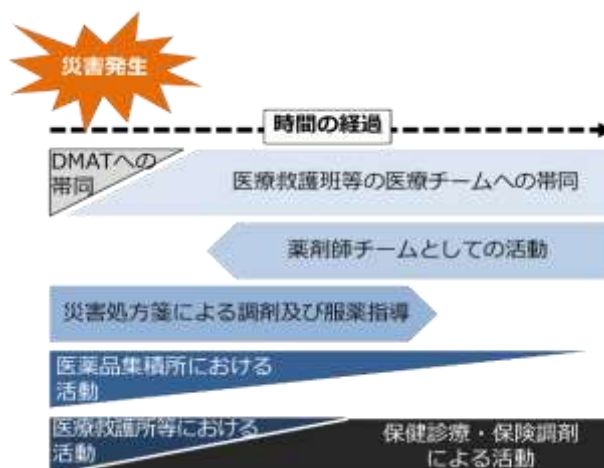 災害発生
時間の経過
DMATへの
帯同
医療救護班等の医療チームへの帯同
薬剤師チームとしての活動
災害処方箋による調剤及び服薬指導
医薬品集積所における
活動
医療救護所等における
活動
保健診療・保険調剤
による活動